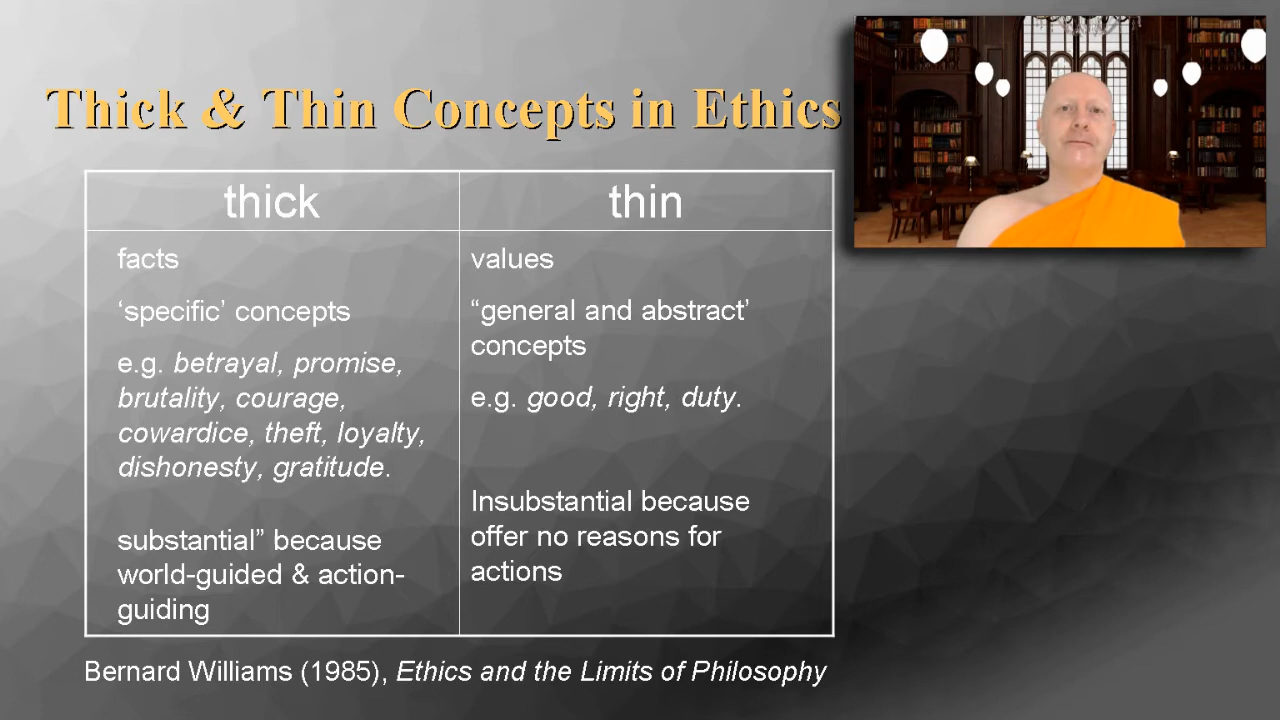 Thick & Thin Concepts in Ethics
thick
facts
‘specific’ concepts
e.g. betrayal, promise,
brutality, courage,
cowardice, theft, loyalty,
dishonesty, gratitude.
substantial” because
world-guided & action-
guiding
thin
values
“general and abstract’
concepts
e.g. good, right, duty.
Insubstantial because
offer no reasons for
actions
Bernard Williams (1985), Ethics and the Limits of Philosophy